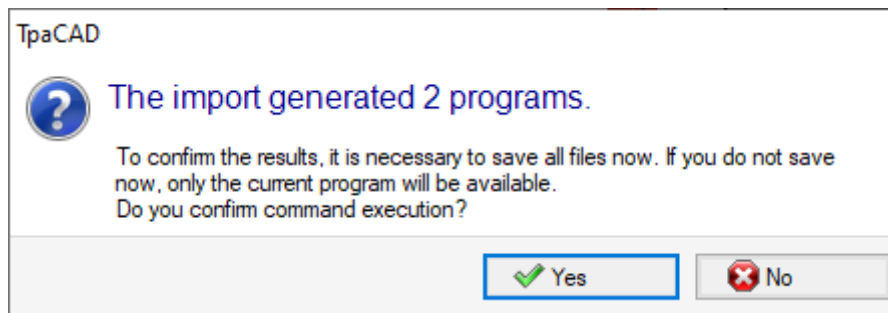 TpaCAD
The import generated 2 programs.
To confirm the results, it is necessary to save all files now. If you do not save
now, only the current program will be available.
Do you confirm command execution?
Yes
No